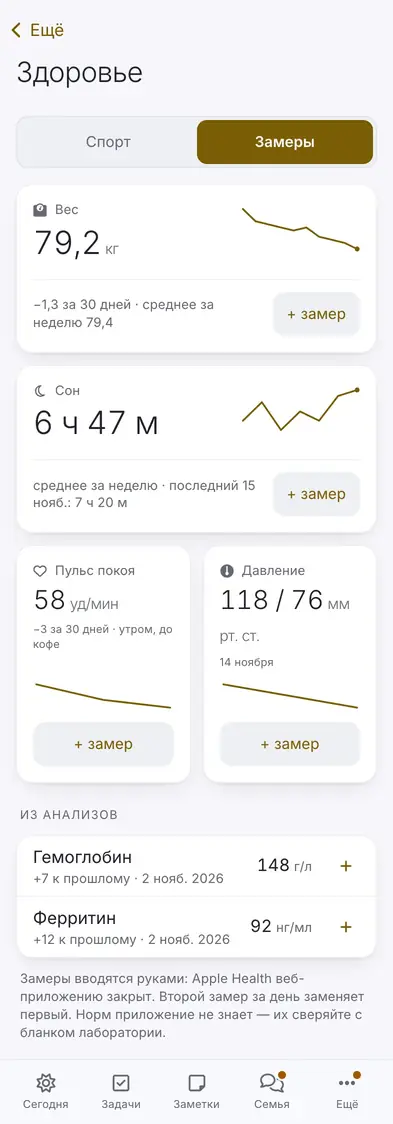 Ещё
Здоровье
Спорт
Замеры
Вес
79,2 кг
−1,3 за 30 дней · среднее за
неделю 79,4
+ замер
Сон
6 ч 47 м
среднее за неделю · последний 15
нояб.: 7 ч 20 м
+ замер
Пульс покоя
58 уд/мин
−3 за 30 дней · утром, до
кофе
+ замер
Давление
118 / 76 мм
рт. ст.
14 ноября
+ замер
ИЗ АНАЛИЗОВ
Гемоглобин
+7 к прошлому · 2 нояб. 2026
148 г/л
+
Ферритин
+12 к прошлому · 2 нояб. 2026
92 нг/мл
+
Замеры вводятся руками: Apple Health веб-
приложению закрыт. Второй замер за день заменяет
первый. Норм приложение не знает — их сверяйте с
бланком лаборатории.
Сегодня
Задачи
Заметки
Семья
Ещё